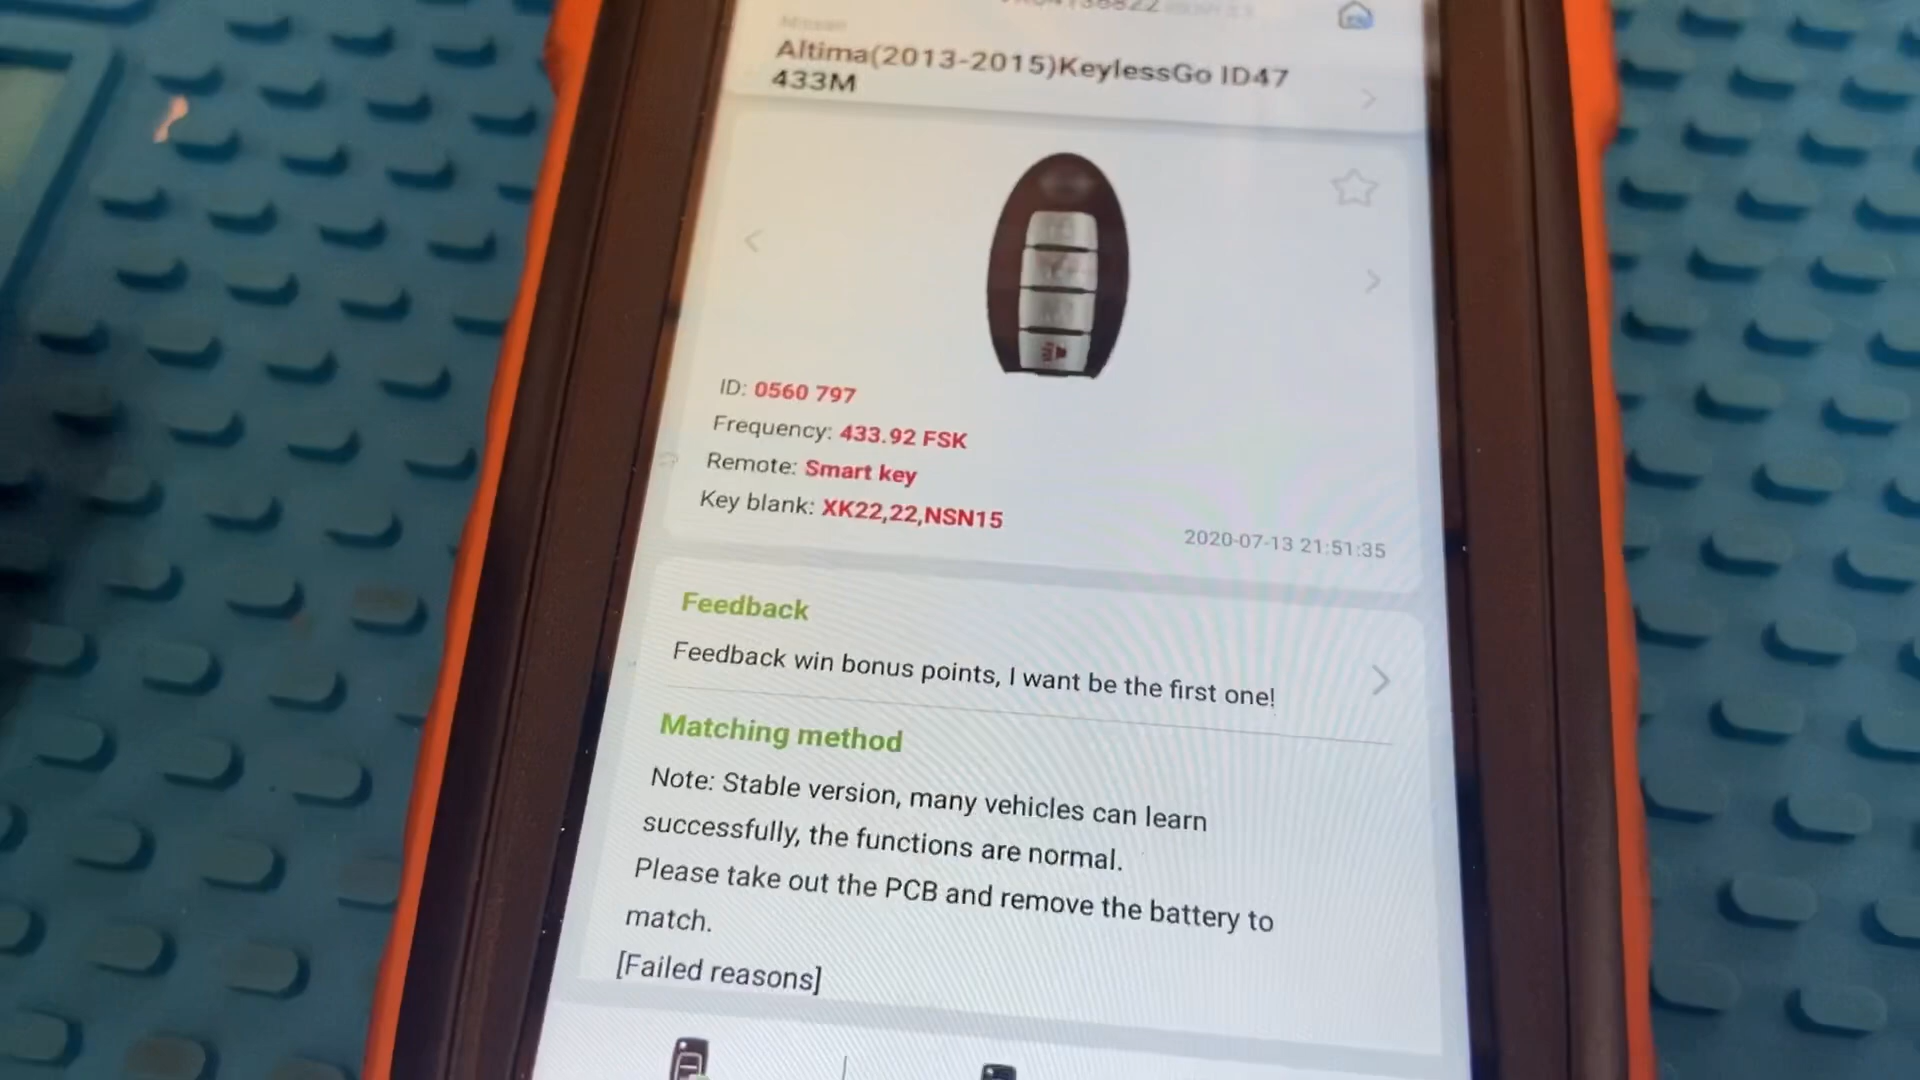 Nissan
Altima(2013-2015)KeylessGo ID47
433M
ID: 0560 797
Frequency: 433.92 FSK
Remote: Smart key
Key blank: XK22,22,NSN15
2020-07-13 21:51:35
Feedback
Feedback win bonus points, I want be the first one!
Matching method
Note: Stable version, many vehicles can learn
successfully, the functions are normal.
Please take out the PCB and remove the battery to
match.
[Failed reasons]